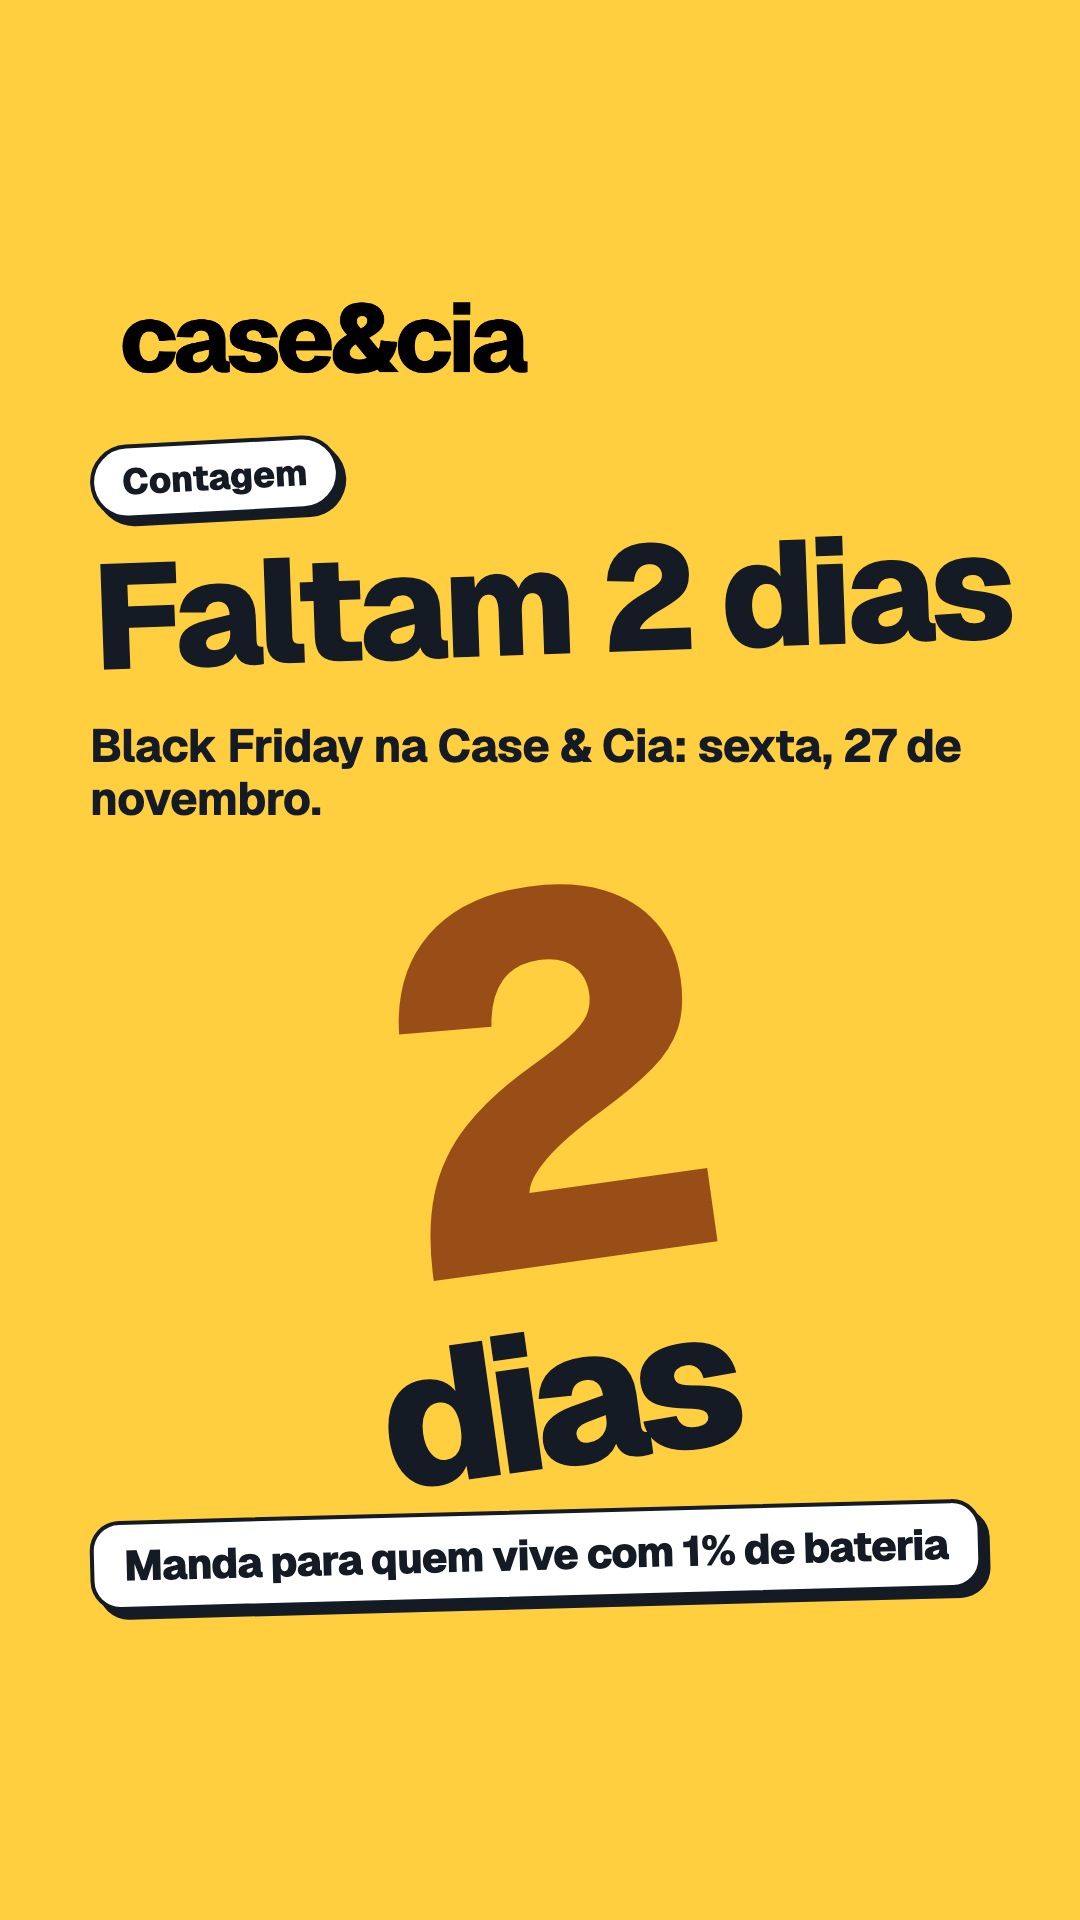 case&cia
Contagem
Faltam 2 dias
Black Friday na Case & Cia: sexta, 27 de
novembro.
2
dias
Manda para quem vive com 1% de bateria